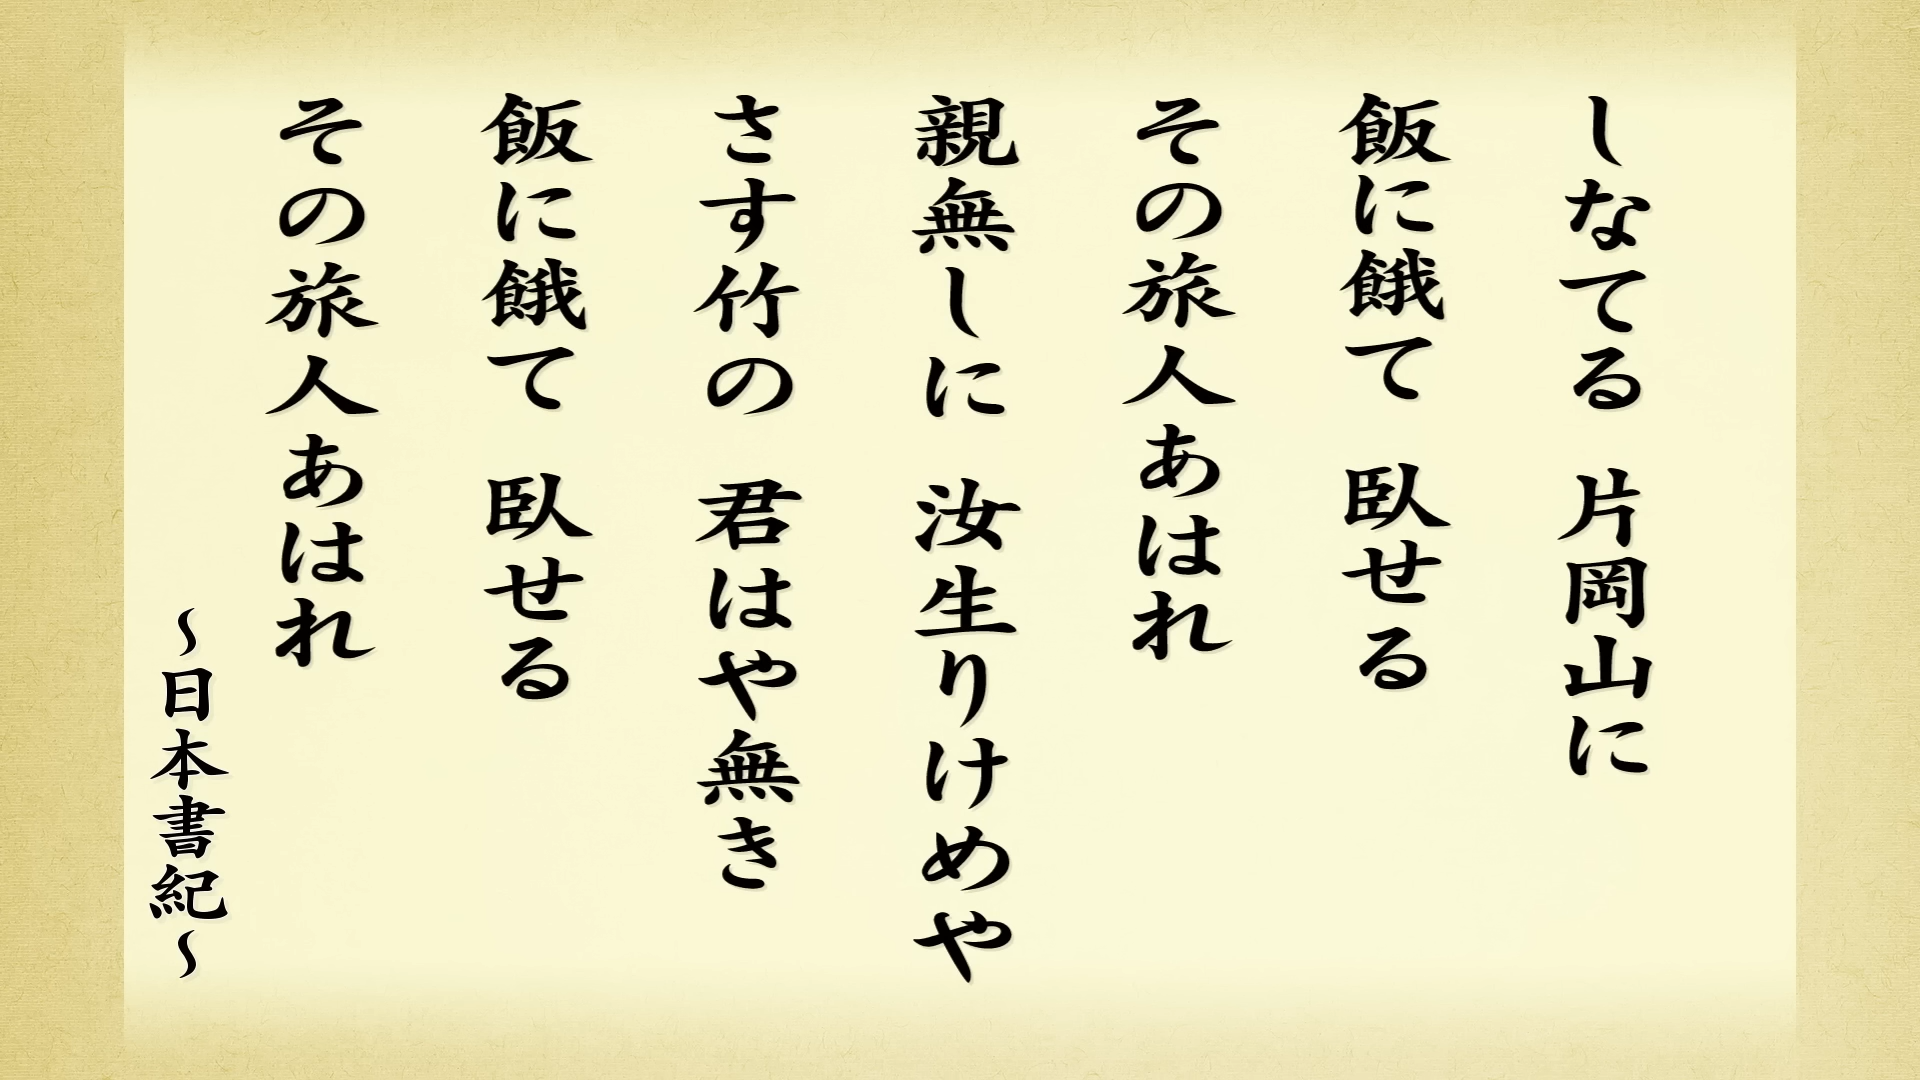 しなてる 片岡山に
飯に餓て 臥せる
その旅人あはれ
親無しに 汝生りけめや
さす竹の 君はや無き
飯に餓て 臥せる
その旅人あはれ
～日本書紀～